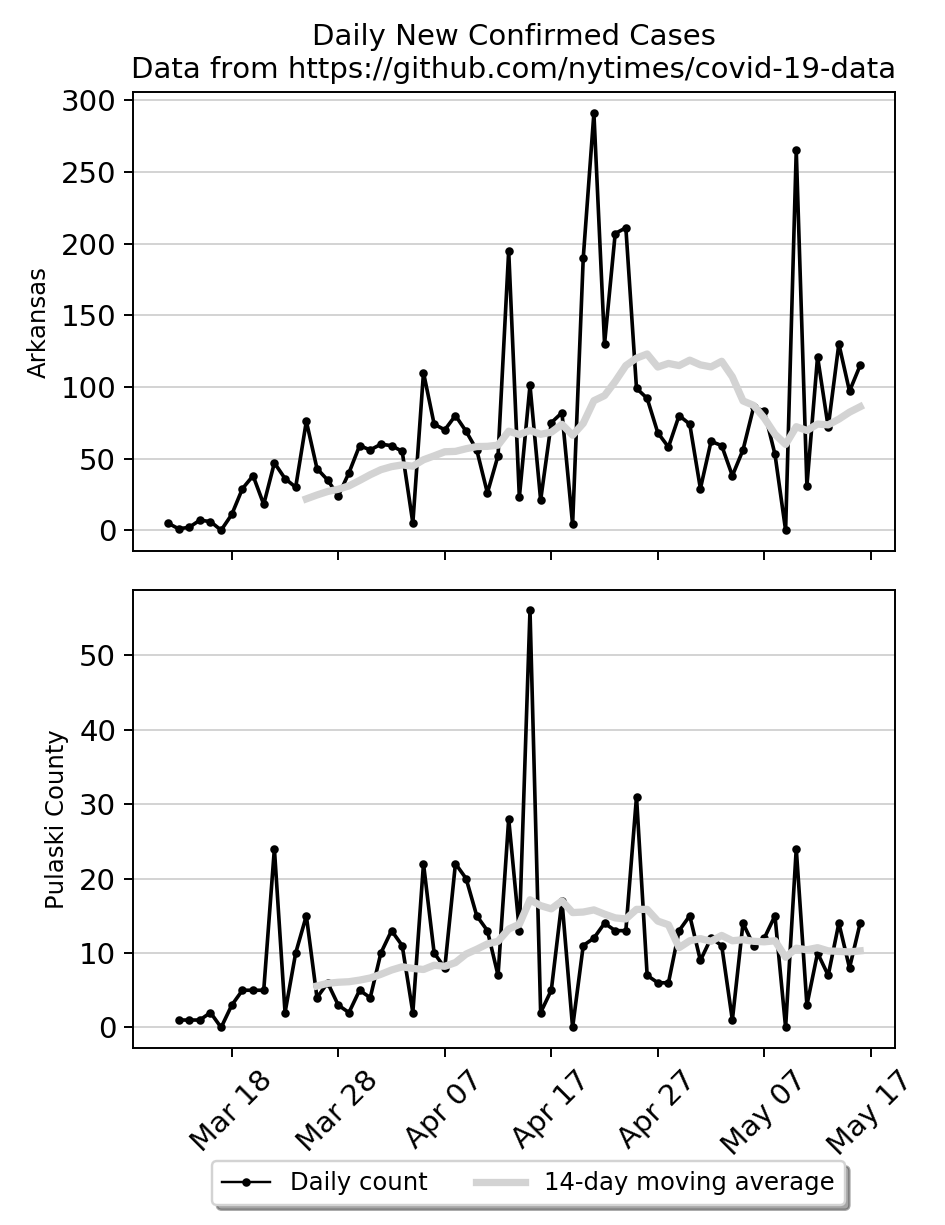 Daily New Confirmed Cases
Data from https://github.com/nytimes/covid-19-data
Arkansas
300
250
200
150
100
50
0
Pulaski County
50
40
30
20
10
0
Mar 18
Mar 28
Apr 07
Apr 17
Apr 27
May 07
May 17
Daily count
14-day moving average